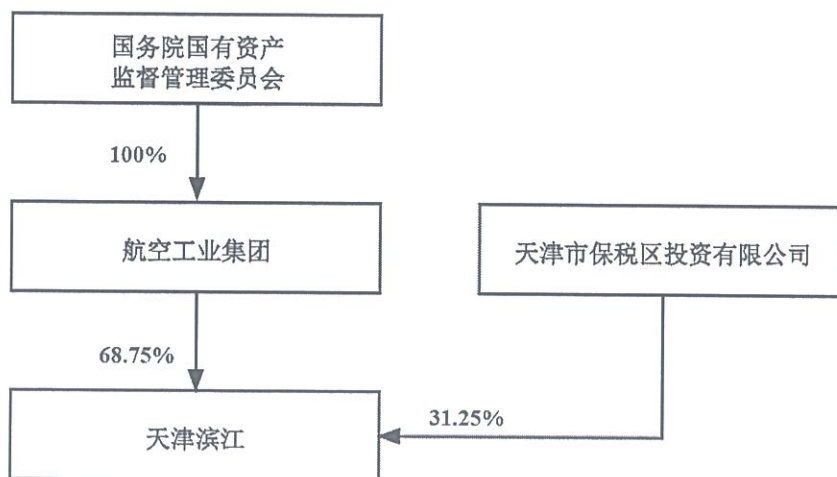 国务院国有资产
监督管理委员会
100%
航空工业集团
天津市保税区投资有限公司
68.75%
31.25%
天津滨江